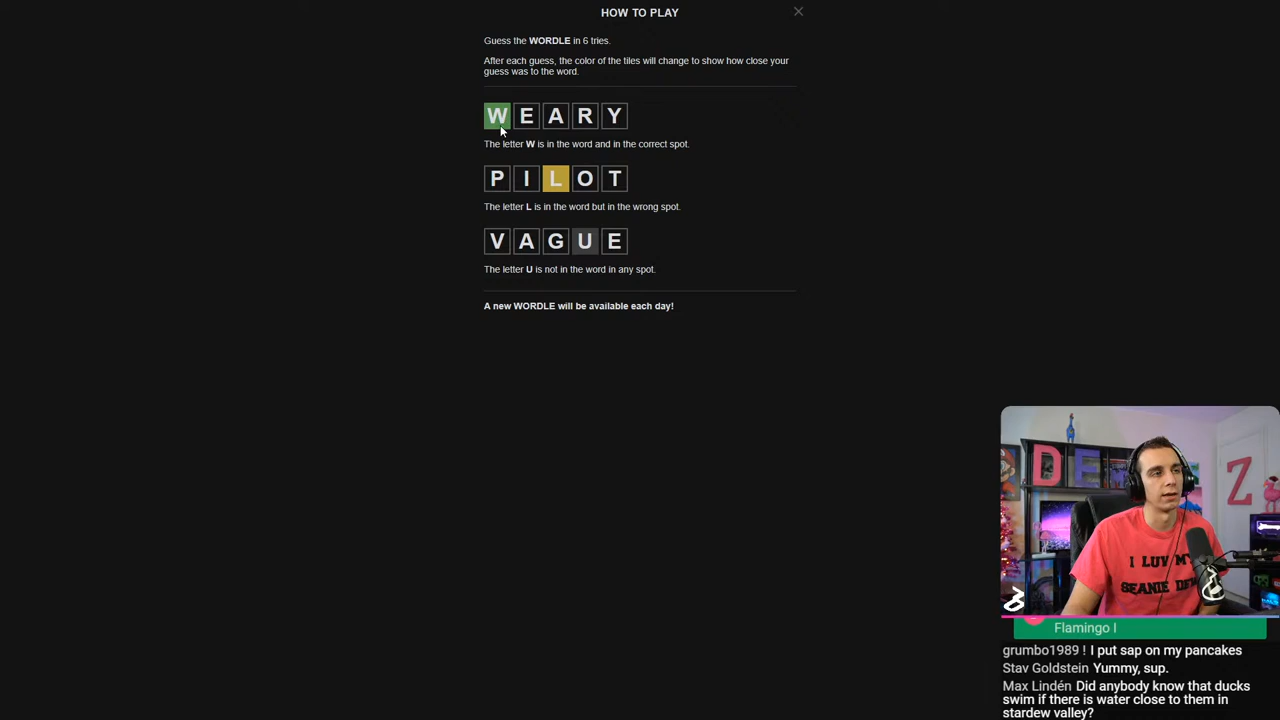 HOW TO PLAY
Guess the WORDLE in 6 tries.
After each guess, the color of the tiles will change to show how close your
guess was to the word.
WEARY
The letter W is in the word and in the correct spot.
PILOT
The letter L is in the word but in the wrong spot.
VAGUE
The letter U is not in the word in any spot.
A new WORDLE will be available each day!
D E
Z
I LUV MY
SEANIE
Flamingo I
grumbo1989 ! I put sap on my pancakes
Stav Goldstein Yummy, sup.
Max Lindén Did anybody know that ducks
swim if there is water close to them in
stardew valley?